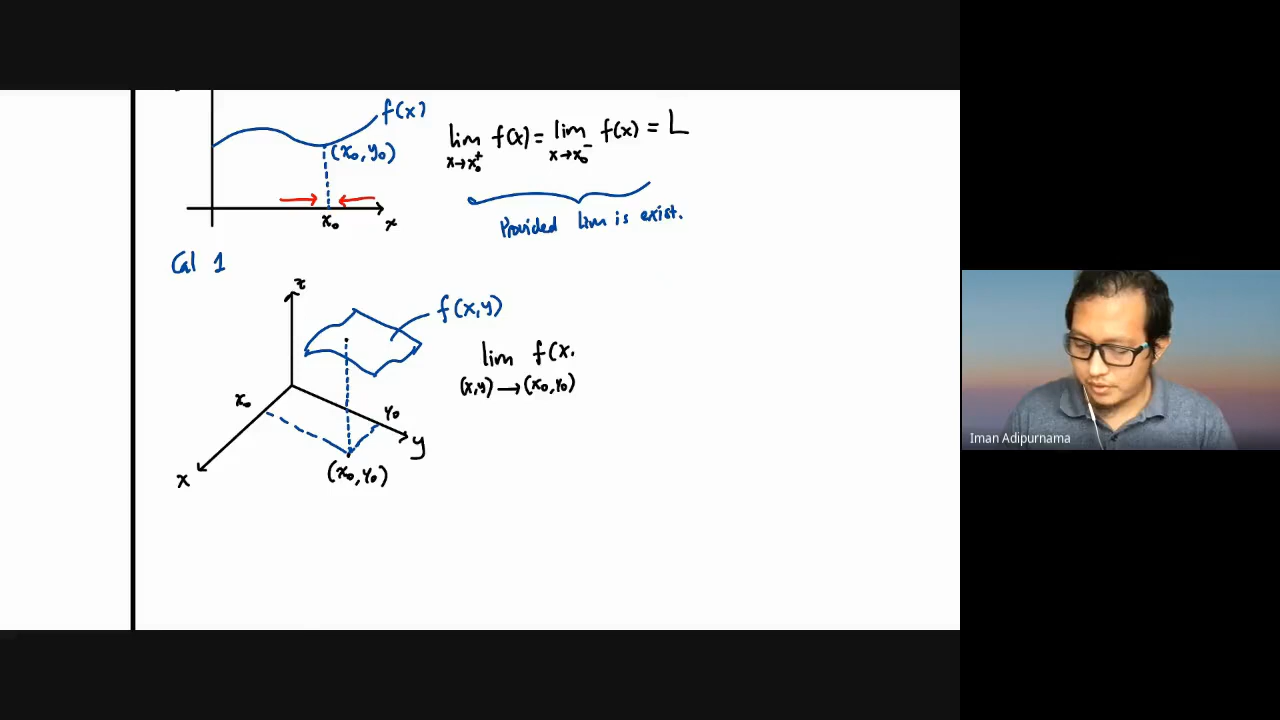 f(x)
(x₀, y₀)
x₀
x
lim f(x) = lim f(x) = L
x→x₀⁺ x→x₀⁻
Provided lim is exist.
Cal 1
z
f(x,y)
lim f(x,
(x,y) → (x₀,y₀)
x₀
y₀
y
x
(x₀, y₀)
Iman Adipurnama